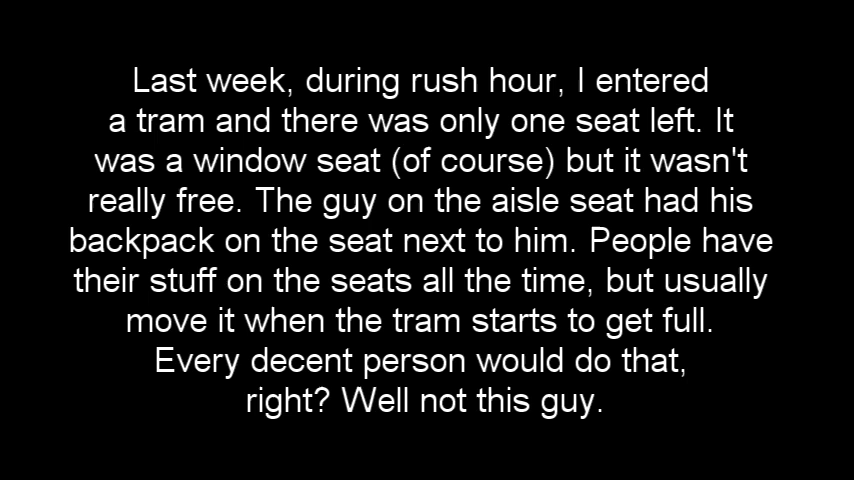 Last week, during rush hour, I entered
a tram and there was only one seat left. It
was a window seat (of course) but it wasn't
really free. The guy on the aisle seat had his
backpack on the seat next to him. People have
their stuff on the seats all the time, but usually
move it when the tram starts to get full.
Every decent person would do that,
right? Well not this guy.